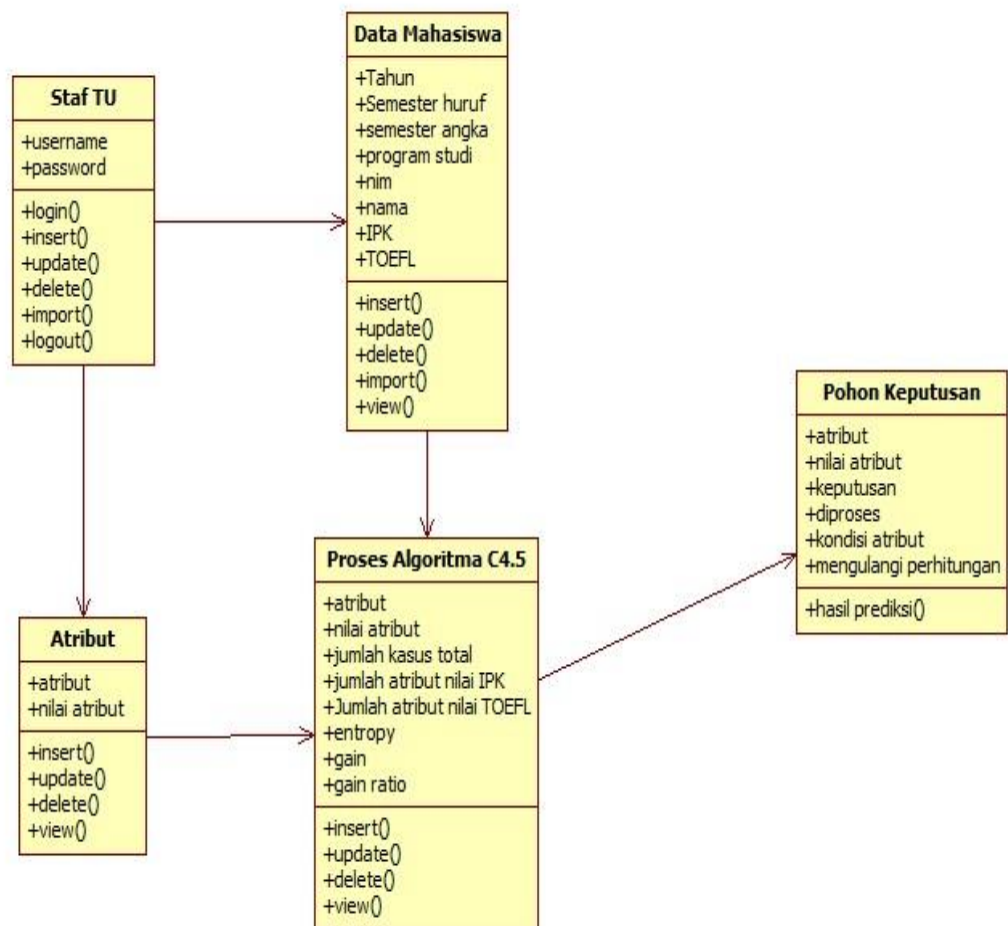 Data Mahasiswa
+Tahun
+Semester huruf
+semester angka
+program studi
+nim
+nama
+IPK
+TOEFL
+insert()
+update()
+delete()
+import()
+view()
Staf TU
+username
+password
+login()
+insert()
+update()
+delete()
+import()
+logout()
Pohon Keputusan
+atribut
+nilai atribut
+keputusan
+diproses
+kondisi atribut
+mengulangi perhitungan
+hasil prediksi()
Proses Algoritma C4.5
+atribut
+nilai atribut
+jumlah kasus total
+jumlah atribut nilai IPK
+Jumlah atribut nilai TOEFL
+entropy
+gain
+gain ratio
+insert()
+update()
+delete()
+view()
Atribut
+atribut
+nilai atribut
+insert()
+update()
+delete()
+view()